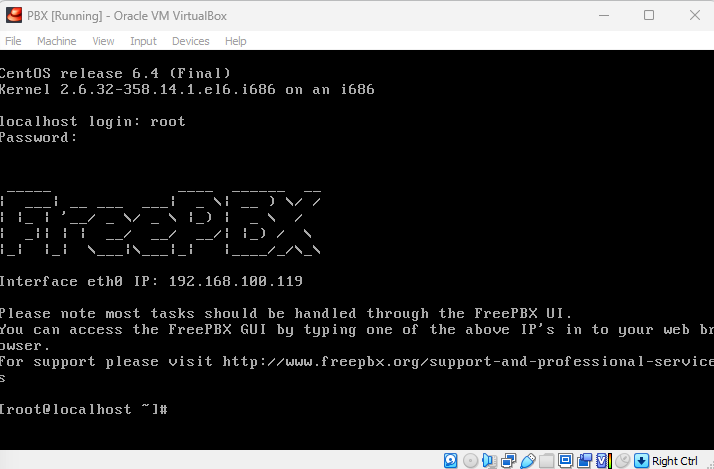 PBX [Running] - Oracle VM VirtualBox
File Machine View Input Devices Help
CentOS release 6.4 (Final)
Kernel 2.6.32-358.14.1.el6.i686 on an i686
localhost login: root
Password:
FreePBX
Interface eth0 IP: 192.168.100.119
Please note most tasks should be handled through the FreePBX UI.
You can access the FreePBX GUI by typing one of the above IP's in to your web br
owser.
For support please visit http://www.freepbx.org/support-and-professional-service
s
[root@localhost ~]#
Right Ctrl